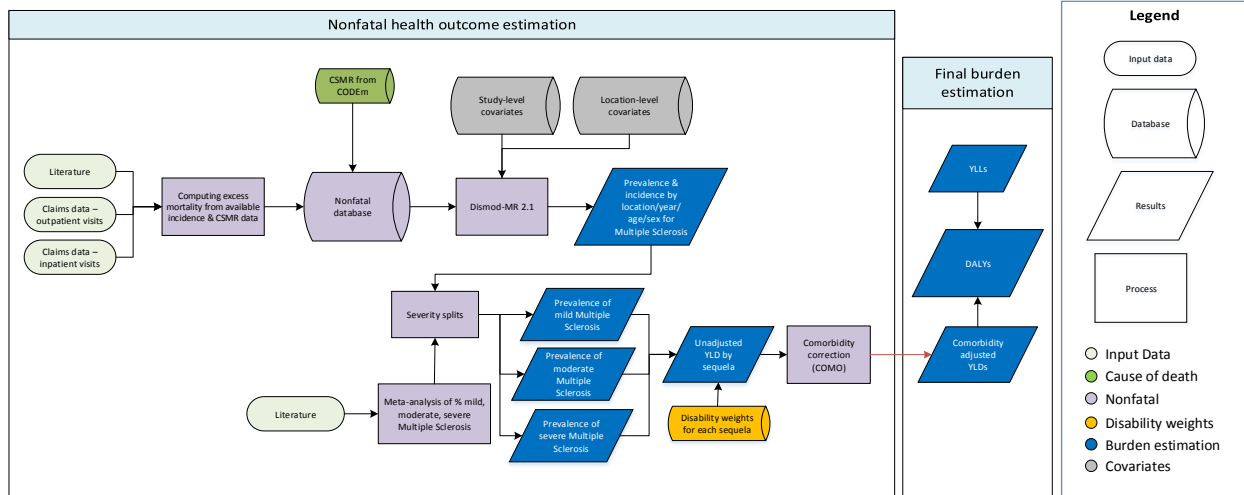 Nonfatal health outcome estimation
CSMR from
CODEm
Study-level
covariates
Location-level
covariates
Literature
Claims data –
outpatient visits
Claims data –
inpatient visits
Computing excess
mortality from available
incidence & CSMR data
Nonfatal
database
Dismod-MR 2.1
Prevalence &
incidence by
location/year/
age/sex for
Multiple Sclerosis
Severity splits
Prevalence of
mild Multiple
Sclerosis
Prevalence of
moderate
Multiple
Sclerosis
Prevalence of
severe Multiple
Sclerosis
Literature
Meta-analysis of % mild,
moderate, severe
Multiple Sclerosis
Unadjusted
YLD by
sequela
Disability weights
for each sequela
Comorbidity
correction
(COMO)
Final burden
estimation
YLLs
DALYs
Comorbidity
adjusted
YLDs
Legend
Input data
Database
Results
Process
Input Data
Cause of death
Nonfatal
Disability weights
Burden estimation
Covariates